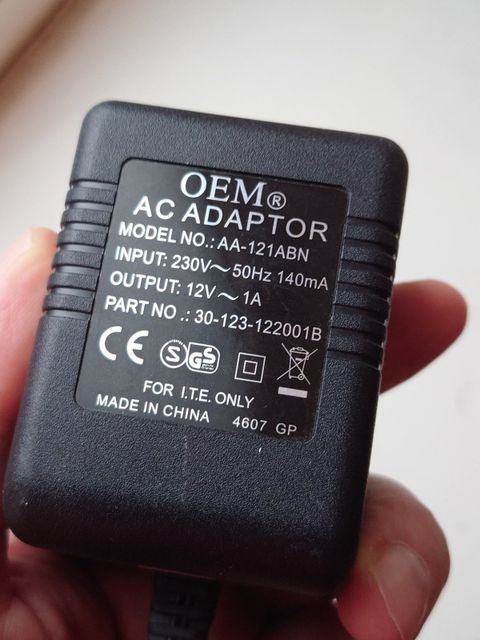 OEM®
AC ADAPTOR
MODEL NO.: AA-121ABN
INPUT: 230V～50Hz 140mA
OUTPUT: 12V～1A
PART NO .: 30-123-122001B
CE S GS
FOR I.T.E. ONLY
MADE IN CHINA 4607 GP